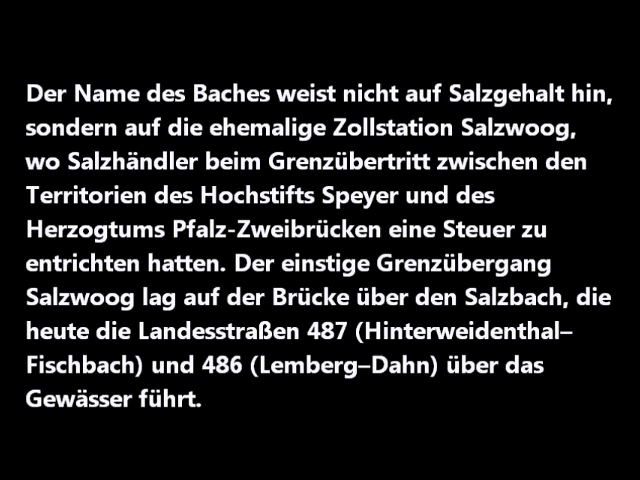 Der Name des Baches weist nicht auf Salzgehalt hin,
sondern auf die ehemalige Zollstation Salzwoog,
wo Salzhändler beim Grenzübertritt zwischen den
Territorien des Hochstifts Speyer und des
Herzogtums Pfalz-Zweibrücken eine Steuer zu
entrichten hatten. Der einstige Grenzübergang
Salzwoog lag auf der Brücke über den Salzbach, die
heute die Landesstraßen 487 (Hinterweidenthal–
Fischbach) und 486 (Lemberg–Dahn) über das
Gewässer führt.